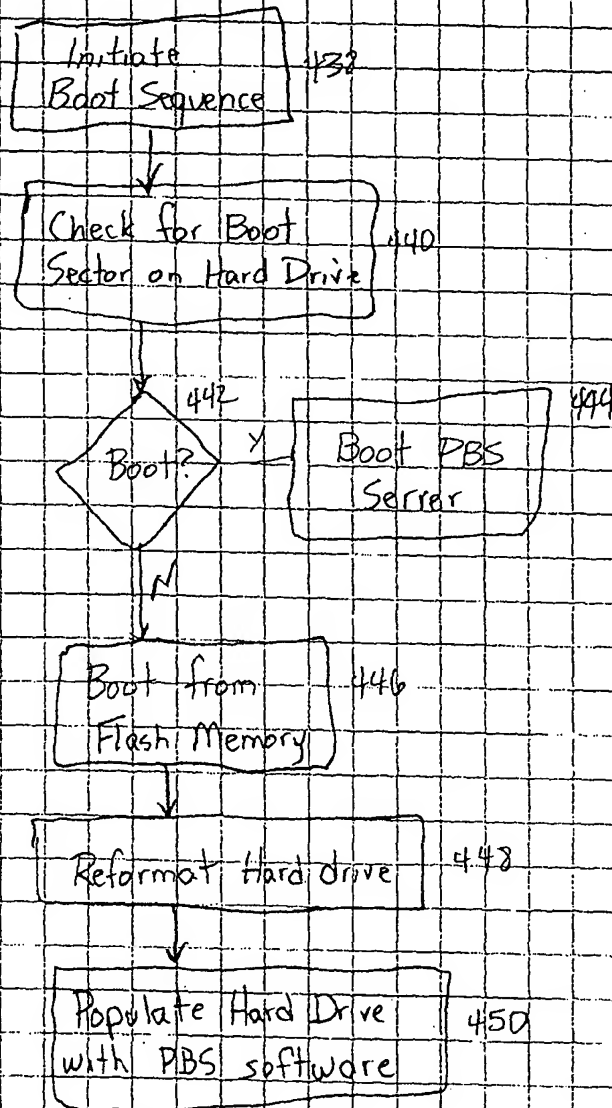 Initiate
Boot Sequence
438
Check for Boot
Sector on Hard Drive
440
442
Boot?
Y
444
Boot PBS
Server
N
Boot from
Flash Memory
446
Reformat Hard drive
448
Populate Hard Drive
with PBS software
450